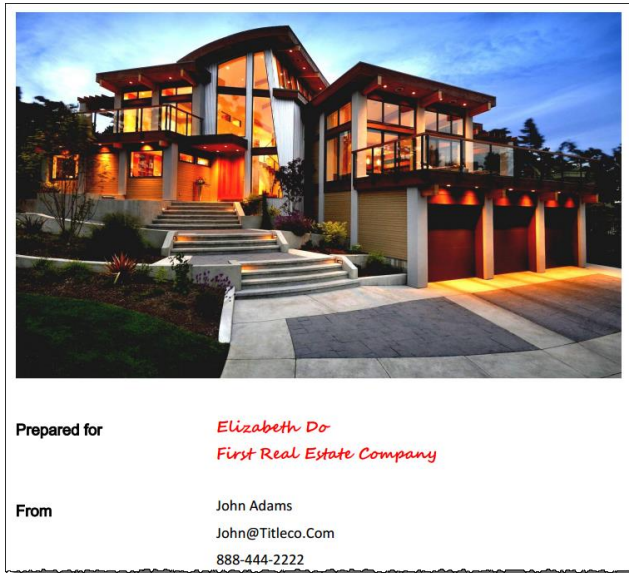 Prepared for
Elizabeth Do
First Real Estate Company
From
John Adams
John@Titleco.Com
888-444-2222